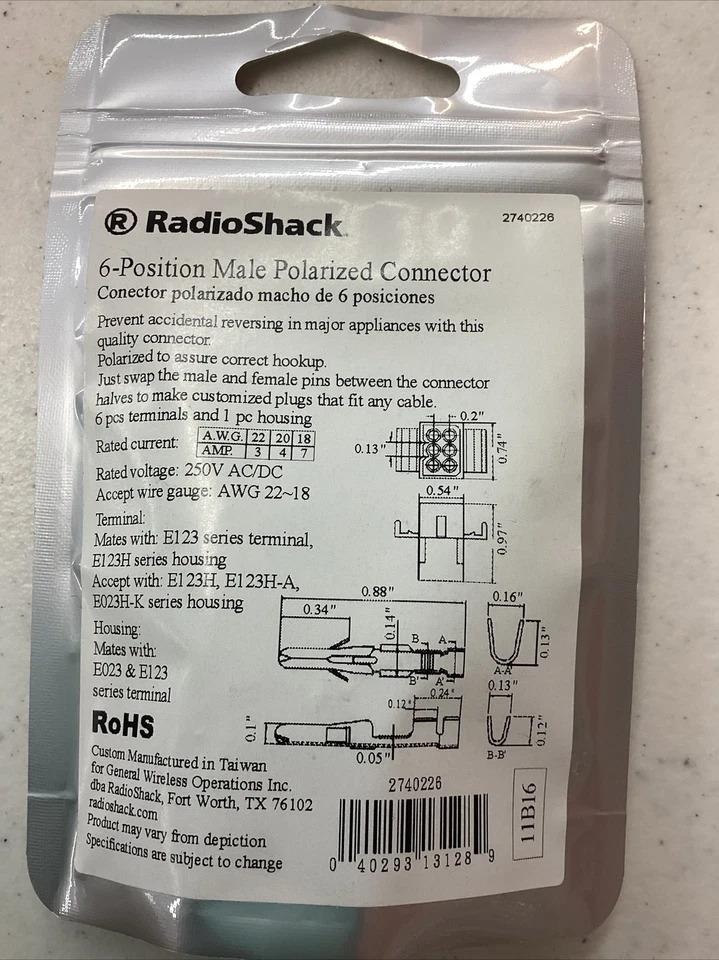 ® RadioShack.
2740226
6-Position Male Polarized Connector
Conector polarizado macho de 6 posiciones
Prevent accidental reversing in major appliances with this
quality connector.
Polarized to assure correct hookup.
Just swap the male and female pins between the connector
halves to make customized plugs that fit any cable.
6 pcs terminals and 1 pc housing
Rated current: A.W.G. 22 20 18
AMP. 3 4 7
Rated voltage: 250V AC/DC
Accept wire gauge: AWG 22~18
0.2"
0.13"
0.74"
0.54"
0.97"
Terminal:
Mates with: E123 series terminal,
E123H series housing
Accept with: E123H, E123H-A,
E023H-K series housing
Housing:
Mates with:
E023 & E123
series terminal
0.88"
0.34"
0.14"
B A
B' A'
0.16"
0.13"
A-A'
0.24"
0.12"
0.1"
0.05"
0.13"
0.12"
B-B'
RoHS
Custom Manufactured in Taiwan
for General Wireless Operations Inc.
dba RadioShack, Fort Worth, TX 76102
radioshack.com
Product may vary from depiction
Specifications are subject to change
2740226
0 40293 13128 9
11B16